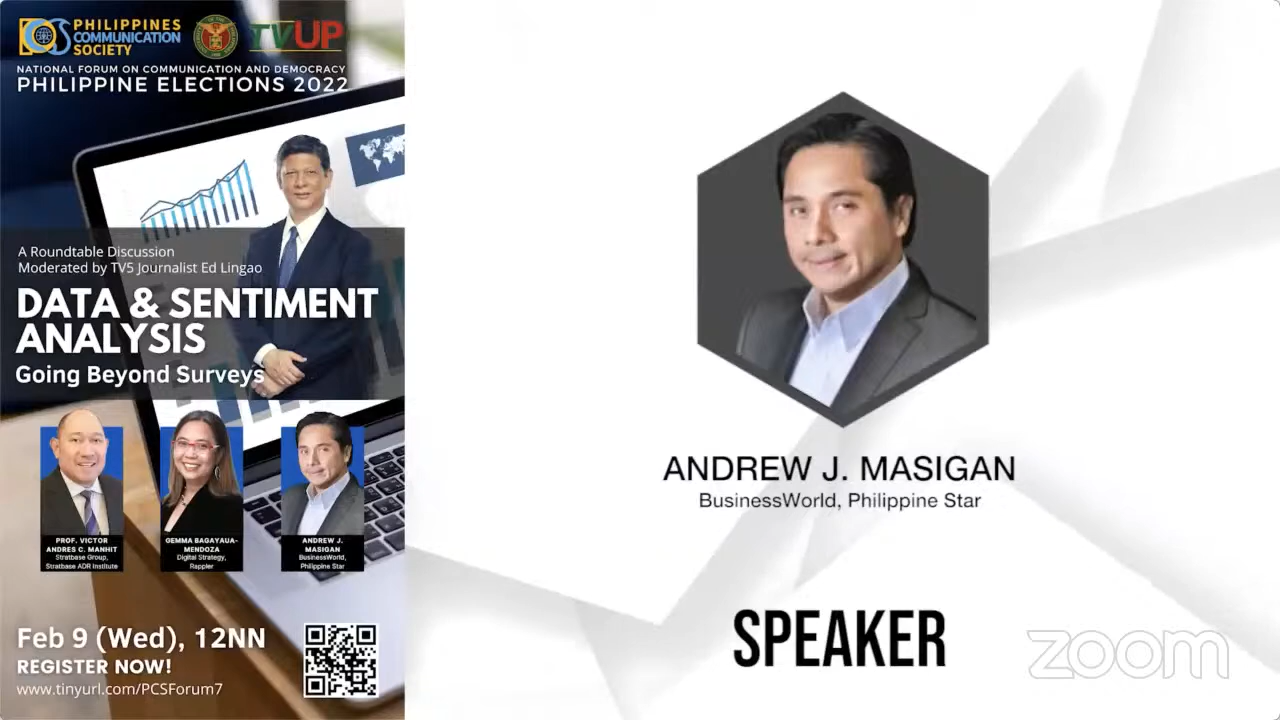 PHILIPPINES
COMMUNICATION
SOCIETY
TVUP
NATIONAL FORUM ON COMMUNICATION AND DEMOCRACY
PHILIPPINE ELECTIONS 2022
A Roundtable Discussion
Moderated by TV5 Journalist Ed Lingao
DATA & SENTIMENT
ANALYSIS
Going Beyond Surveys
PROF. VICTOR
ANDRES C. MANHIT
Stratbase Group,
Stratbase ADR Institute
GEMMA BAGAYAUA-
MENDOZA
Digital Strategy,
Rappler
ANDREW J.
MASIGAN
BusinessWorld,
Philippine Star
Feb 9 (Wed), 12NN
REGISTER NOW!
www.tinyurl.com/PCSForum7
ANDREW J. MASIGAN
BusinessWorld, Philippine Star
SPEAKER
zoom